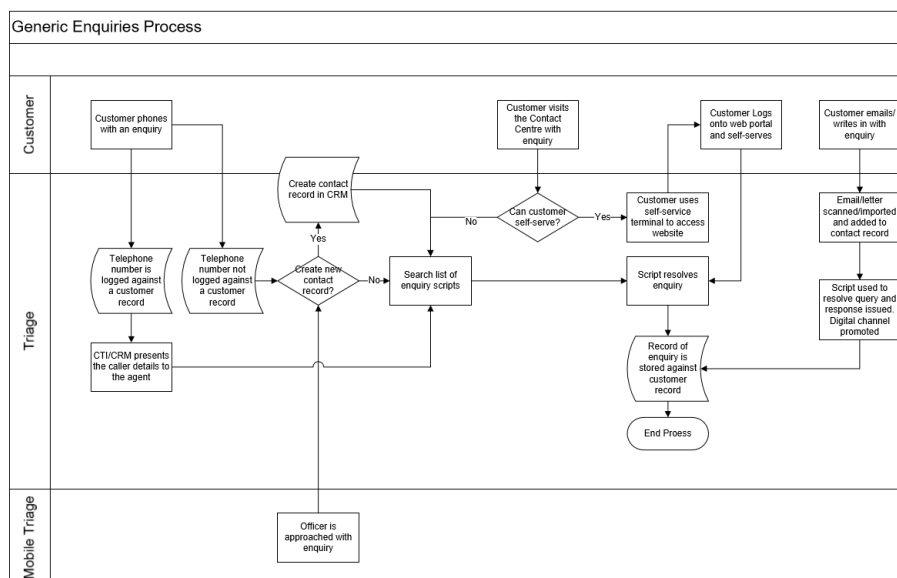 Generic Enquiries Process
Customer
Customer phones
with an enquiry
Customer visits
the Contact
Centre with
enquiry
Customer Logs
onto web portal
and self-serves
Customer emails/
writes in with
enquiry
Triage
Create contact
record in CRM
No
Can customer
self-serve?
Yes
Customer uses
self-service
terminal to access
website
Email/letter
scanned/imported
and added to
contact record
Yes
Telephone
number is
logged against
a customer
record
Telephone
number not
logged against
a customer
record
Create new
contact
record?
No
Search list of
enquiry scripts
Script resolves
enquiry
Script used to
resolve query and
response issued.
Digital channel
promoted
CTI/CRM presents
the caller details to
the agent
Record of
enquiry is
stored against
customer
record
End Proess
Mobile Triage
Officer is
approached with
enquiry